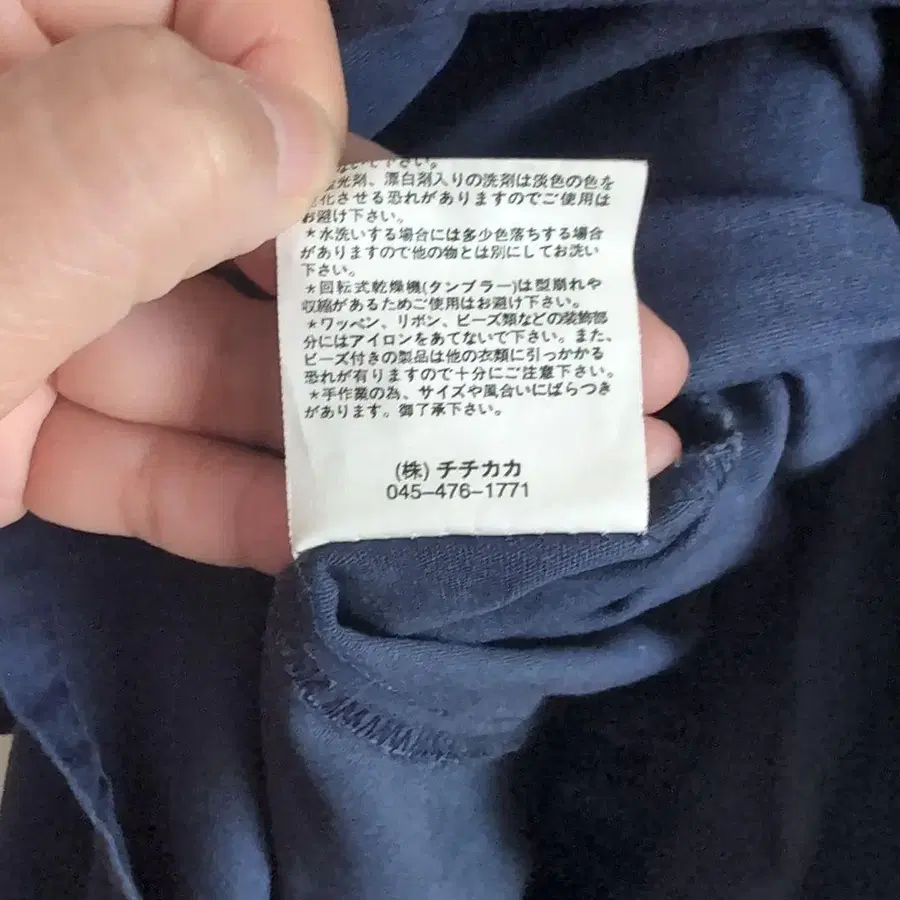 ないで下さい。
蛍光剤、漂白剤入りの洗剤は淡色の色を
変化させる恐れがありますのでご使用は
お避け下さい。
＊水洗いする場合には多少色落ちする場合
がありますので他の物とは別にしてお洗い
下さい。
＊回転式乾燥機(タンブラー)は型崩れや
収縮があるためご使用はお避け下さい。
＊ワッペン、リボン、ビーズ類などの装飾部
分にはアイロンをあてないで下さい。また、
ビーズ付きの製品は他の衣類に引っかかる
恐れが有りますので十分にご注意下さい。
＊手作業の為、サイズや風合いにばらつき
があります。御了承下さい。
(株) チチカカ
045-476-1771